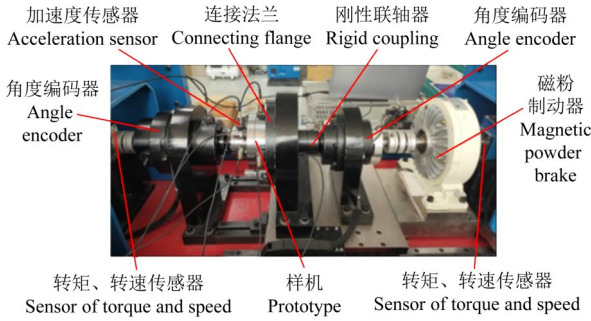 加速度传感器
Acceleration sensor
连接法兰
Connecting flange
刚性联轴器
Rigid coupling
角度编码器
Angle encoder
角度编码器
Angle
encoder
磁粉
制动器
Magnetic
powder
brake
转矩、转速传感器
Sensor of torque and speed
样机
Prototype
转矩、转速传感器
Sensor of torque and speed